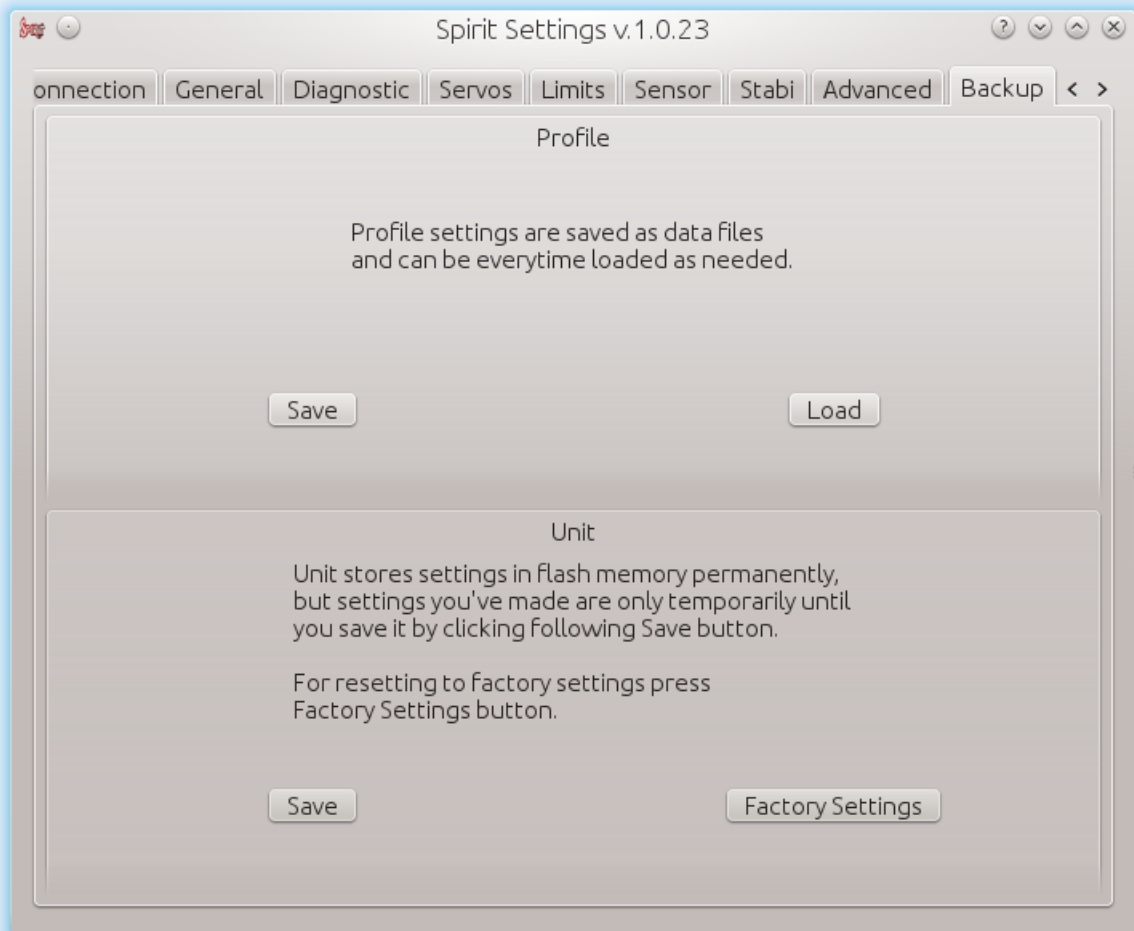 Spirit Settings v.1.0.23
onnection General Diagnostic Servos Limits Sensor Stabi Advanced Backup
Profile
Profile settings are saved as data files
and can be everytime loaded as needed.
Save Load
Unit
Unit stores settings in flash memory permanently,
but settings you've made are only temporarily until
you save it by clicking following Save button.
For resetting to factory settings press
Factory Settings button.
Save Factory Settings